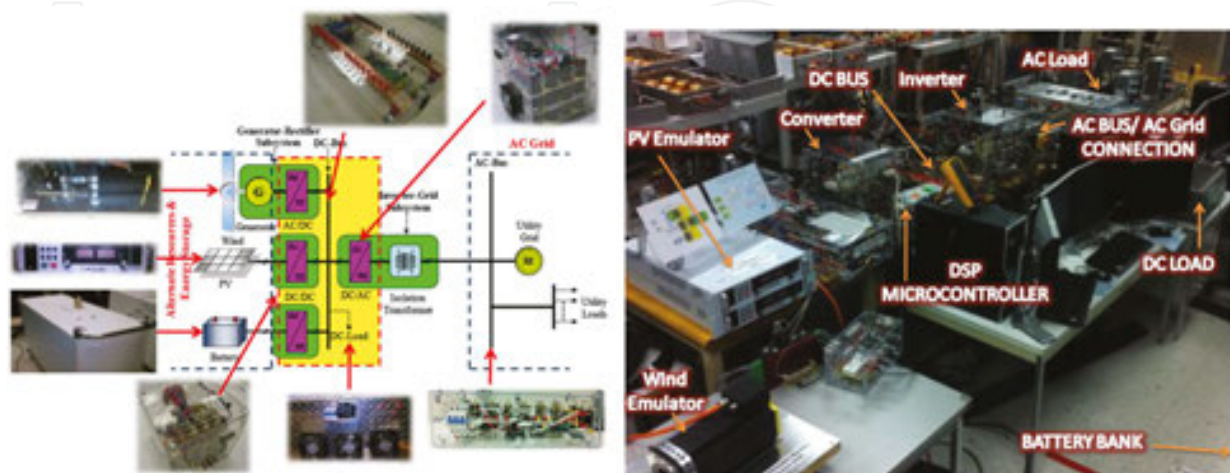 Generator-Rectifier
Subsystem
DC-Bus
AC Grid
AC-Bus
Inverter-Grid
Subsystem
G
AC/DC
Wind
Utility
Grid
Alternate Resources &
Energy Storage
PV
DC/DC
DC/AC
Isolation
Transformer
Utility
Loads
DC-Load
Battery
AC Load
Inverter
DC BUS
Converter
PV Emulator
AC BUS/ AC Grid
CONNECTION
DSP
MICROCONTROLLER
DC LOAD
Wind
Emulator
BATTERY BANK